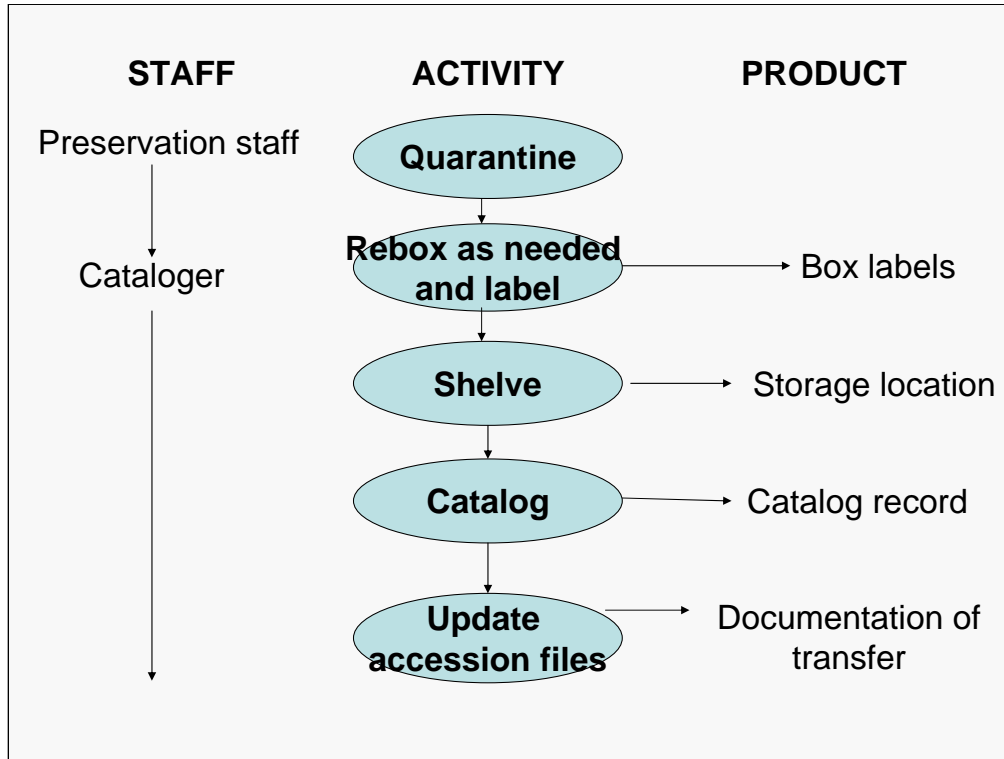 STAFF
ACTIVITY
PRODUCT
Preservation staff
Quarantine
Cataloger
Rebox as needed
and label
Box labels
Shelve
Storage location
Catalog
Catalog record
Update
accession files
Documentation of
transfer